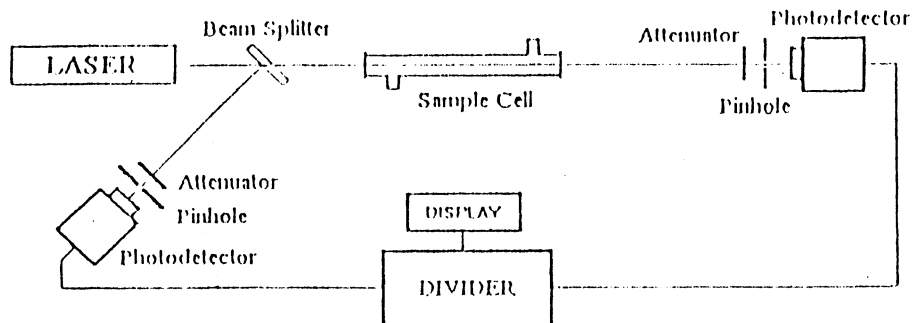 Beam Splitter
LASER
Sample Cell
Attenuator
Photodetector
Pinhole
Attenuator
Pinhole
Photodetector
DISPLAY
DIVIDER